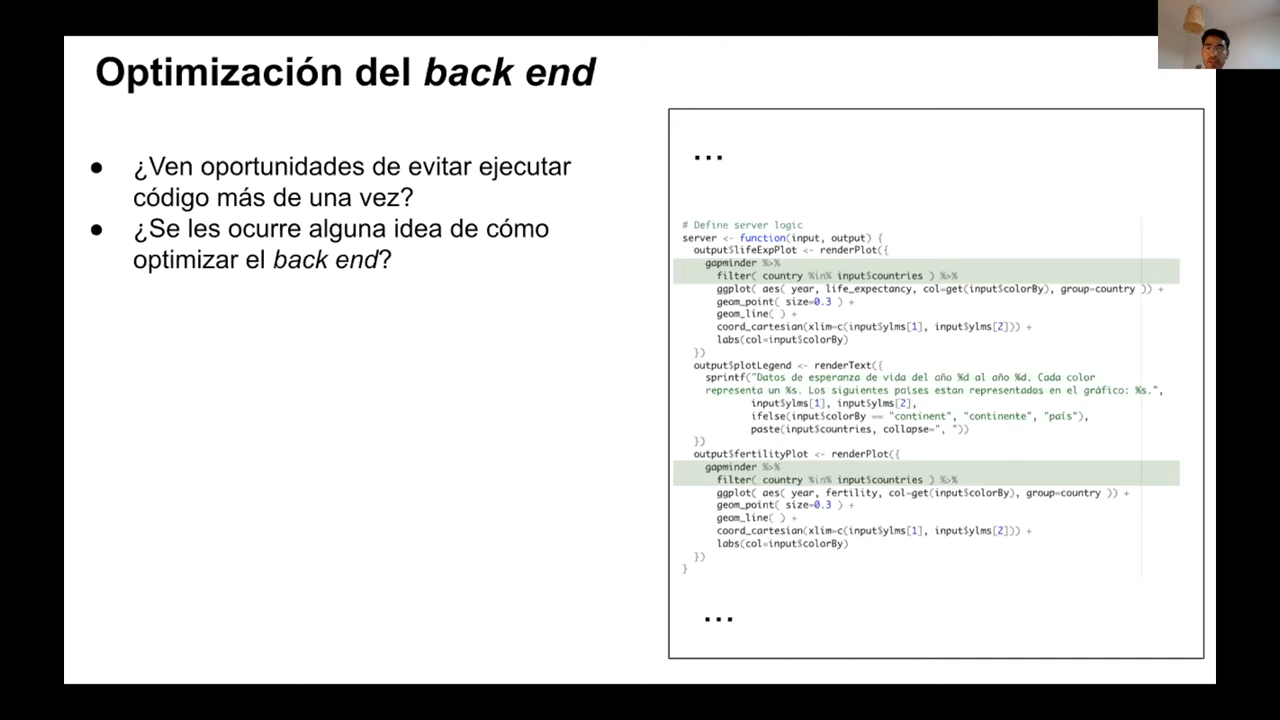 Optimización del back end
● ¿Ven oportunidades de evitar ejecutar
código más de una vez?
● ¿Se les ocurre alguna idea de cómo
optimizar el back end?
...
# Define server logic
server <- function(input, output) {
  output$lifeExpPlot <- renderPlot({
    gapminder %>%
      filter( country %in% input$countries ) %>%
      ggplot( aes( year, life_expectancy, col=get(input$colorBy), group=country )) +
      geom_point( size=0.3 ) +
      geom_line( ) +
      coord_cartesian(xlim=c(input$ylms[1], input$ylms[2])) +
      labs(col=input$colorBy)
  })
  output$plotLegend <- renderText({
    sprintf("Datos de esperanza de vida del año %d al año %d. Cada color
    representa un %s. Los siguientes países estan representados en el gráfico: %s.",
            input$ylms[1], input$ylms[2],
            ifelse(input$colorBy == "continent", "continente", "país"),
            paste(input$countries, collapse=", "))
  })
  output$fertilityPlot <- renderPlot({
    gapminder %>%
      filter( country %in% input$countries ) %>%
      ggplot( aes( year, fertility, col=get(input$colorBy), group=country )) +
      geom_point( size=0.3 ) +
      geom_line( ) +
      coord_cartesian(xlim=c(input$ylms[1], input$ylms[2])) +
      labs(col=input$colorBy)
  })
}
...